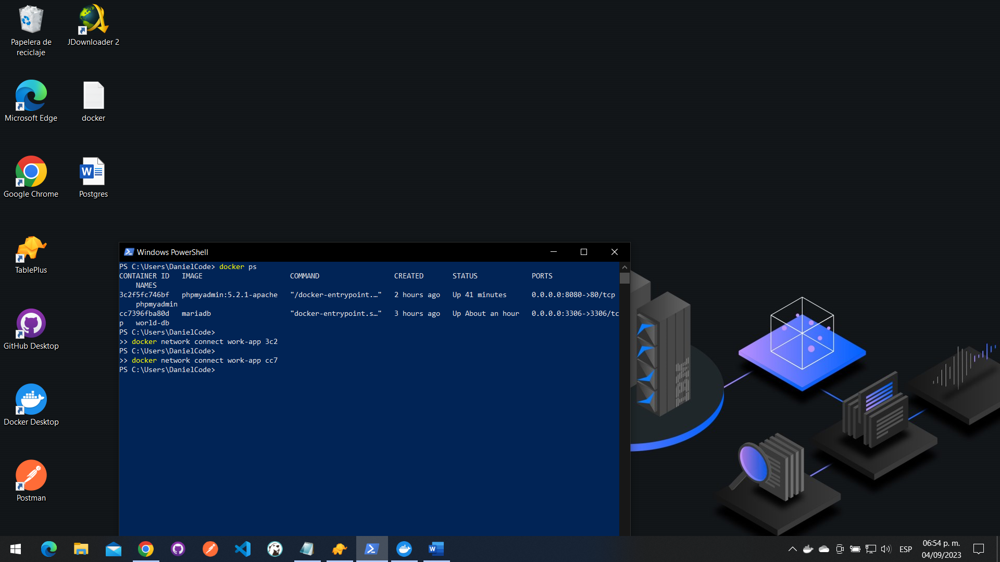 Papelera de
reciclaje
JDownloader 2
Microsoft Edge
docker
Google Chrome
W
Postgres
TablePlus
GitHub Desktop
Docker Desktop
Postman
Windows PowerShell
PS C:\Users\DanielCode> docker ps
CONTAINER ID   IMAGE                     COMMAND                  CREATED       STATUS             PORTS
    NAMES
3c2f5fc746bf   phpmyadmin:5.2.1-apache   "/docker-entrypoint.…"   2 hours ago   Up 41 minutes      0.0.0.0:8080->80/tcp
    phpmyadmin
cc7396fba80d   mariadb                   "docker-entrypoint.s…"   3 hours ago   Up About an hour   0.0.0.0:3306->3306/tc
p   world-db
PS C:\Users\DanielCode>
>> docker network connect work-app 3c2
PS C:\Users\DanielCode>
>> docker network connect work-app cc7
PS C:\Users\DanielCode>
W
ESP
06:54 p. m.
04/09/2023